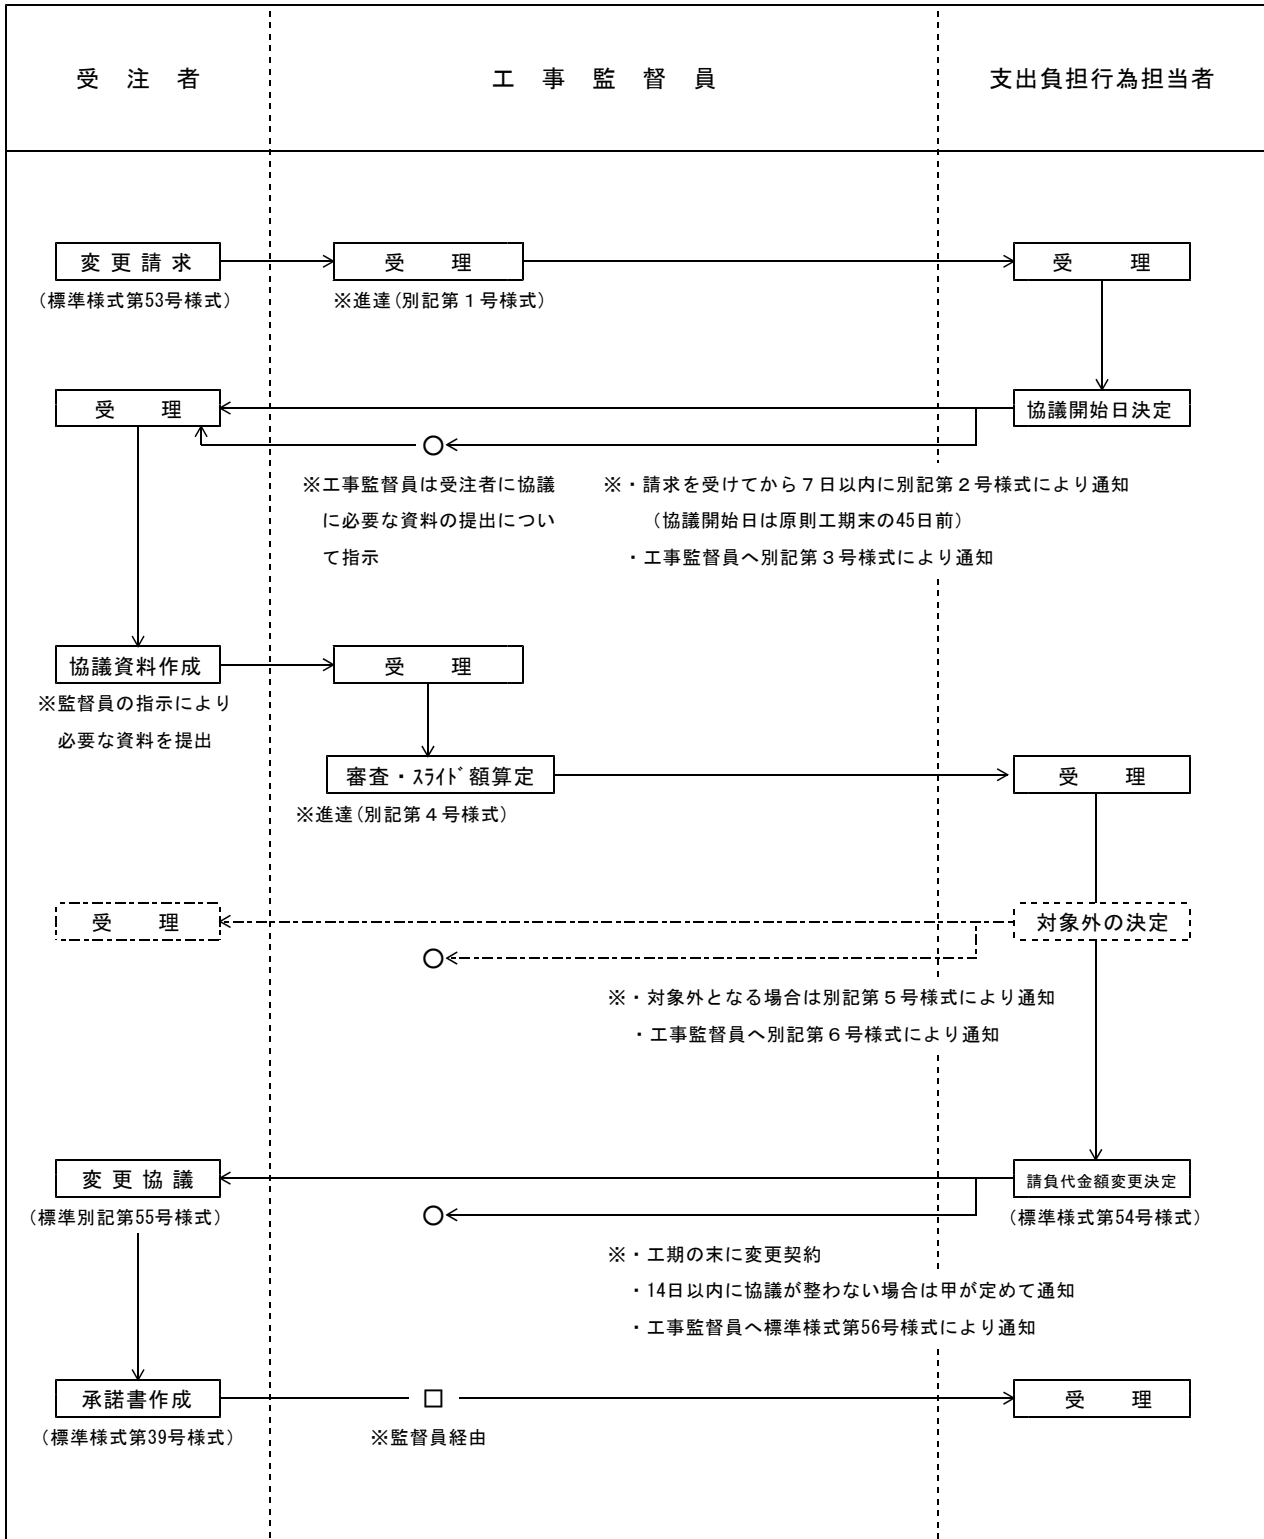 受　注　者
工　事　監　督　員
支出負担行為担当者
変 更 請 求
受　　理
受　　理
（標準様式第53号様式）
※進達（別記第１号様式）
受　　理
協議開始日決定
○
※工事監督員は受注者に協議
に必要な資料の提出につい
て指示
※・請求を受けてから７日以内に別記第２号様式により通知
（協議開始日は原則工期末の45日前）
・工事監督員へ別記第３号様式により通知
協議資料作成
受　　理
※監督員の指示により
必要な資料を提出
審査・ｽﾗｲﾄﾞ額算定
受　　理
※進達（別記第４号様式）
受　　理
対象外の決定
○
※・対象外となる場合は別記第５号様式により通知
・工事監督員へ別記第６号様式により通知
変 更 協 議
請負代金額変更決定
（標準別記第55号様式）
○
（標準様式第54号様式）
※・工期の末に変更契約
・14日以内に協議が整わない場合は甲が定めて通知
・工事監督員へ標準様式第56号様式により通知
承諾書作成
□
受　　理
（標準様式第39号様式）
※監督員経由